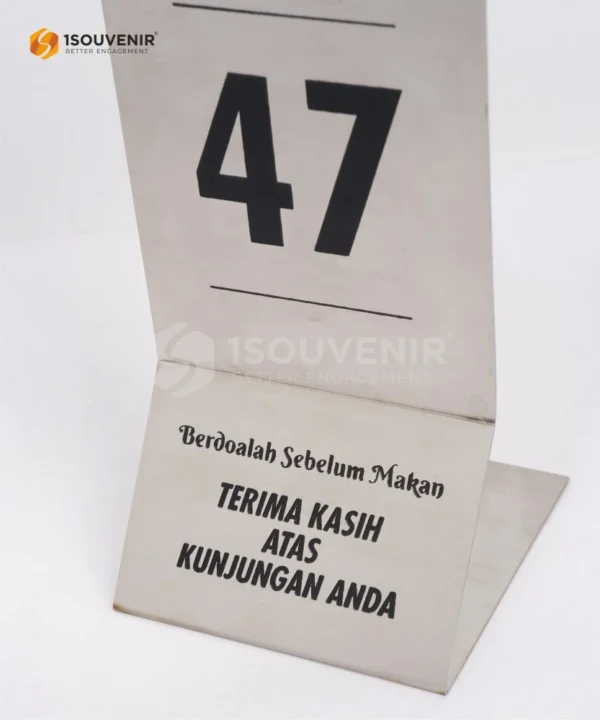 1SOUVENIR
BETTER ENGAGEMENT
47
1SOUVENIR
BETTER ENGAGEMENT
Berdoalah Sebelum Makan
TERIMA KASIH
ATAS
KUNJUNGAN ANDA